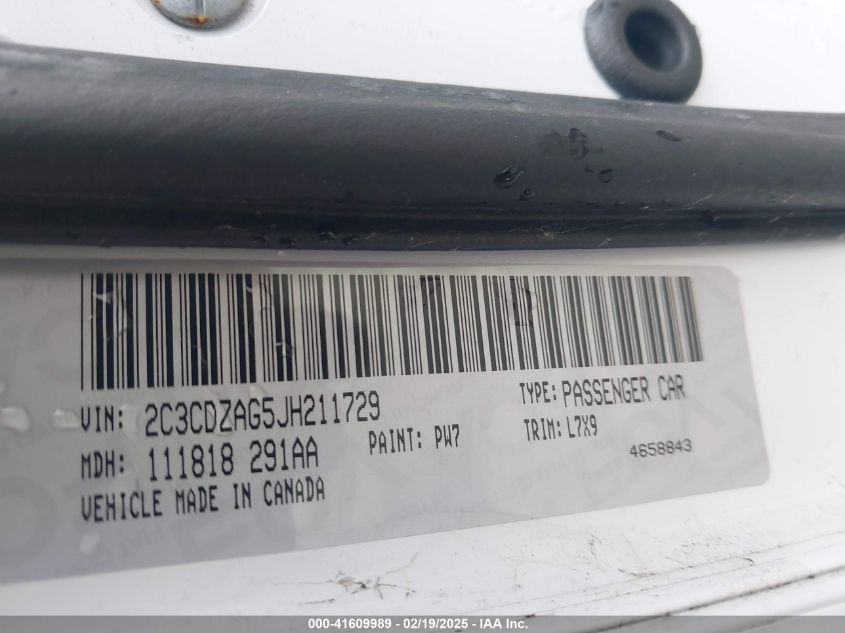 VIN: 2C3CDZAG5JH211729 TYPE: PASSENGER CAR
MDH: 111818 291AA PAINT: PW7 TRIM: L7X9
VEHICLE MADE IN CANADA 4658843
000-41609989 - 02/19/2025 - IAA Inc.